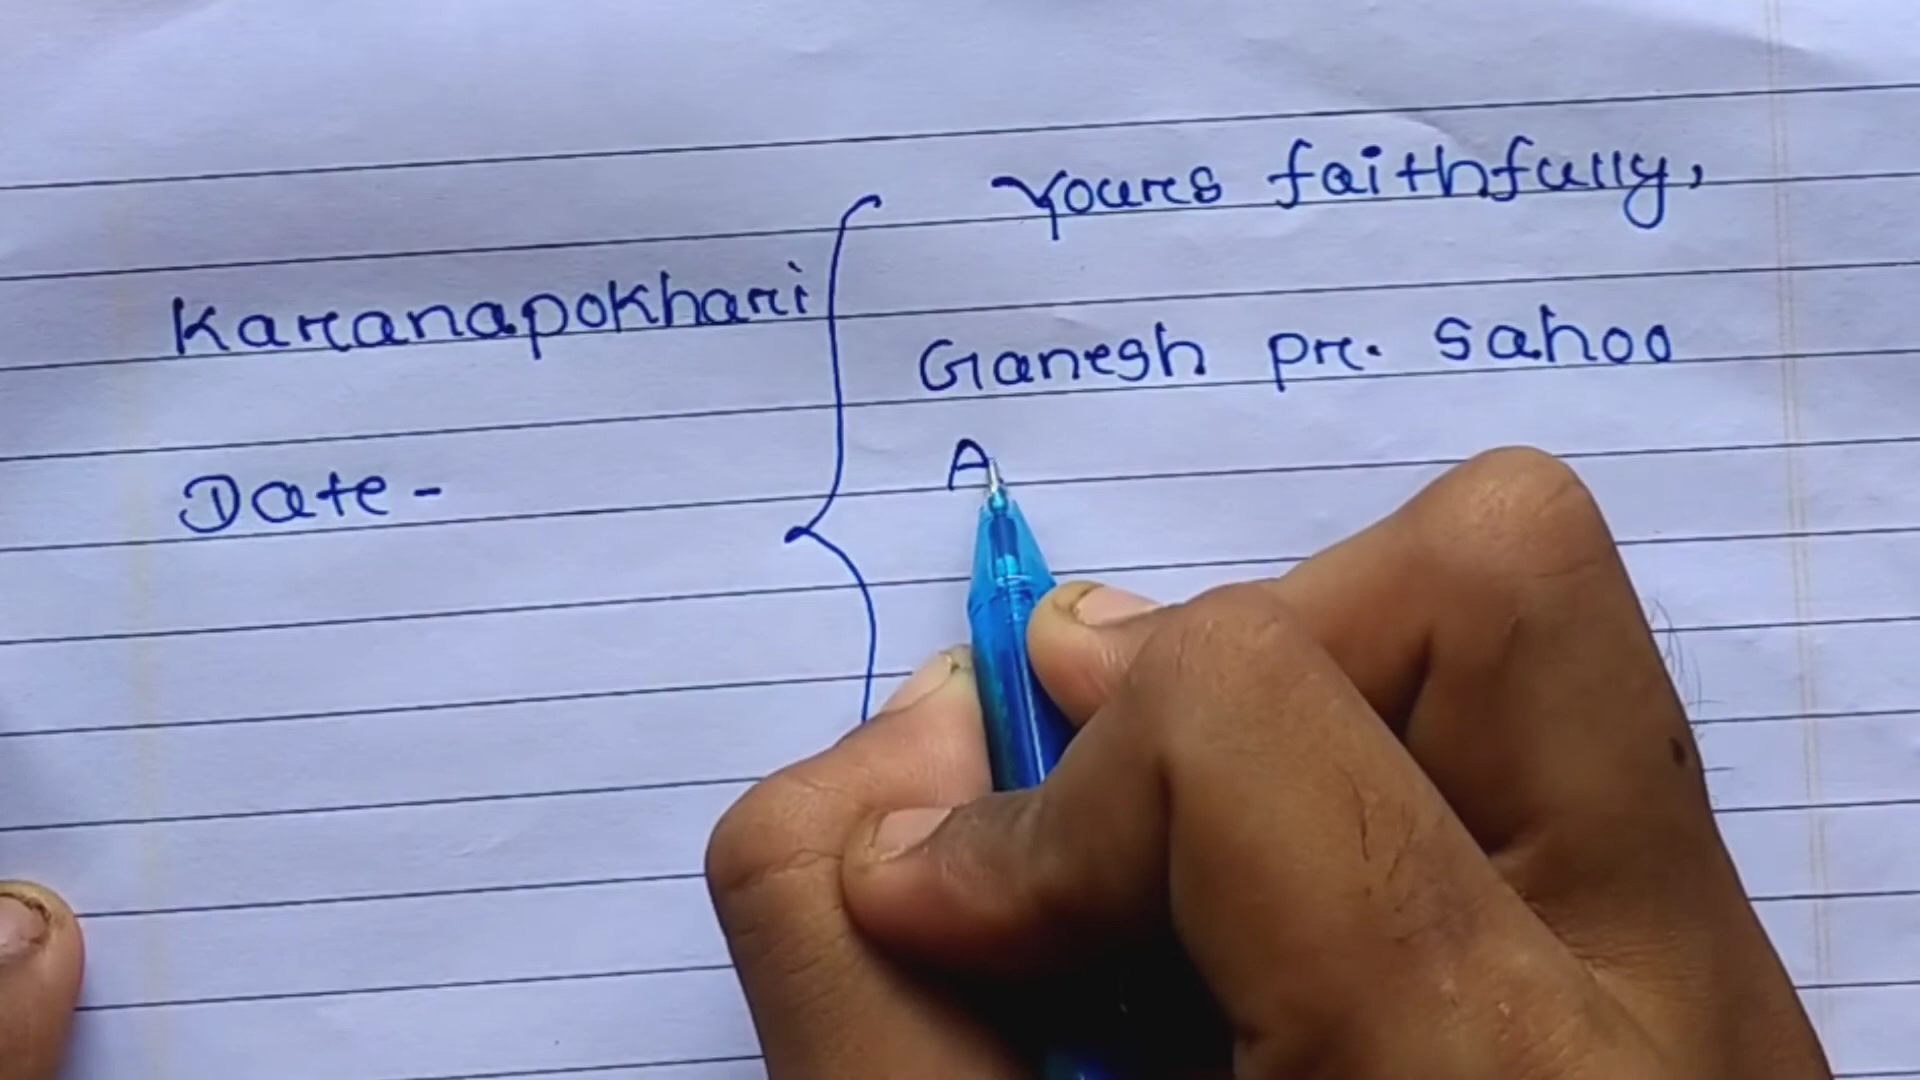 Yours faithfully,
Karanapokhari
Ganesh pr. Sahoo
Date -
A